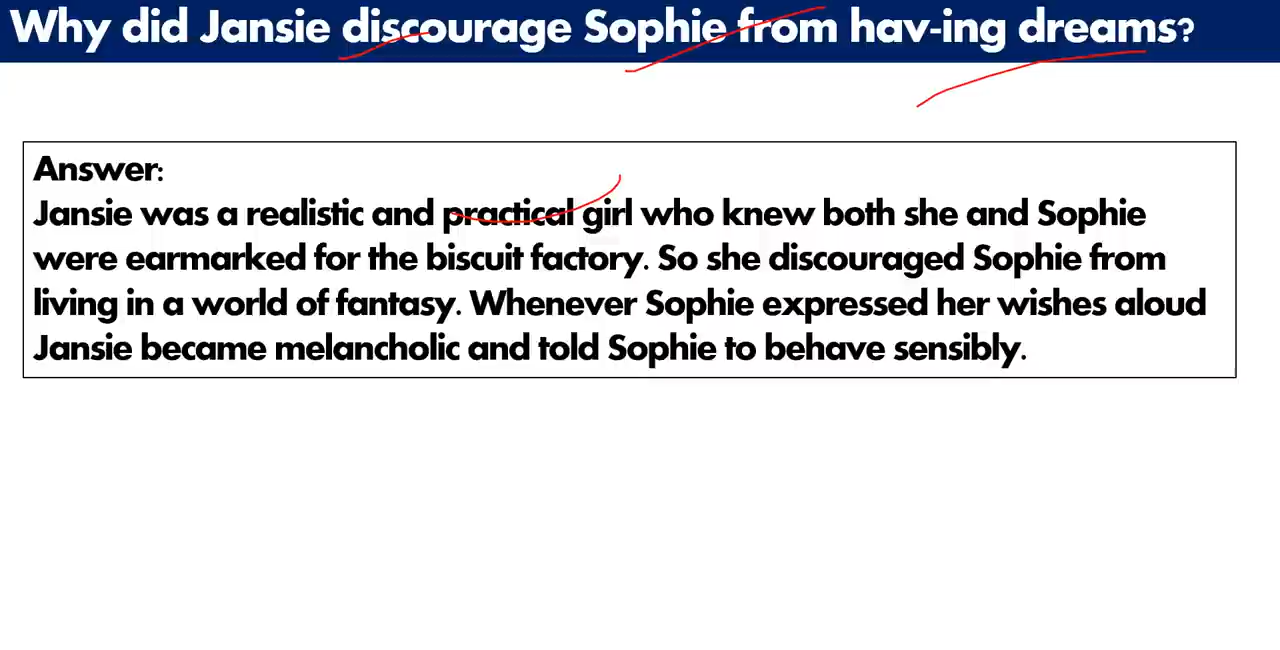 Why did Jansie discourage Sophie from hav-ing dreams?
Answer:
Jansie was a realistic and practical girl who knew both she and Sophie
were earmarked for the biscuit factory. So she discouraged Sophie from
living in a world of fantasy. Whenever Sophie expressed her wishes aloud
Jansie became melancholic and told Sophie to behave sensibly.